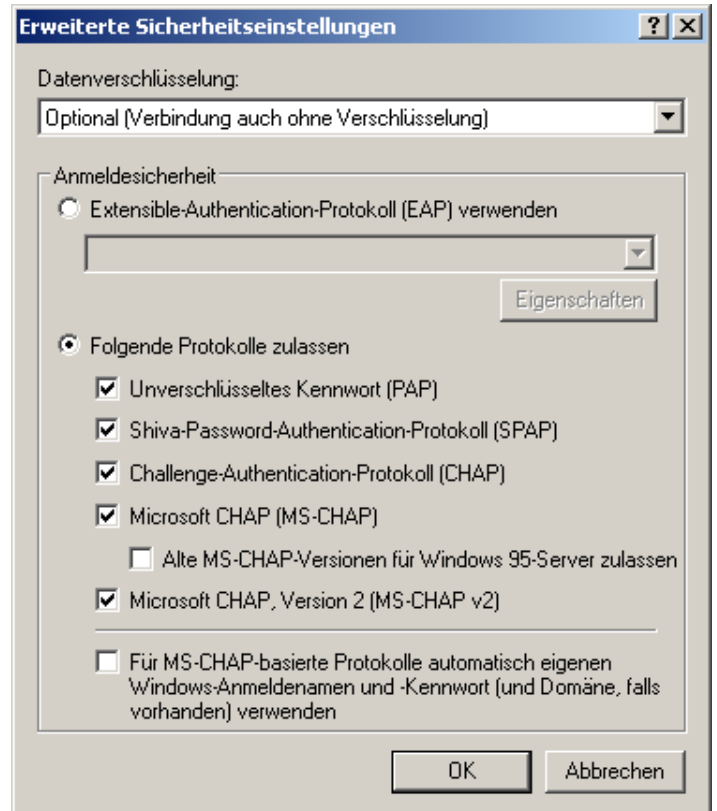 Erweiterte Sicherheitseinstellungen
Datenverschlüsselung:
Optional (Verbindung auch ohne Verschlüsselung)
Anmeldesicherheit
Extensible-Authentication-Protokoll (EAP) verwenden
Eigenschaften
Folgende Protokolle zulassen
Unverschlüsseltes Kennwort (PAP)
Shiva-Password-Authentication-Protokoll (SPAP)
Challenge-Authentication-Protokoll (CHAP)
Microsoft CHAP (MS-CHAP)
Alte MS-CHAP-Versionen für Windows 95-Server zulassen
Microsoft CHAP, Version 2 (MS-CHAP v2)
Für MS-CHAP-basierte Protokolle automatisch eigenen
Windows-Anmeldenamen und -Kennwort (und Domäne, falls
vorhanden) verwenden
OK Abbrechen